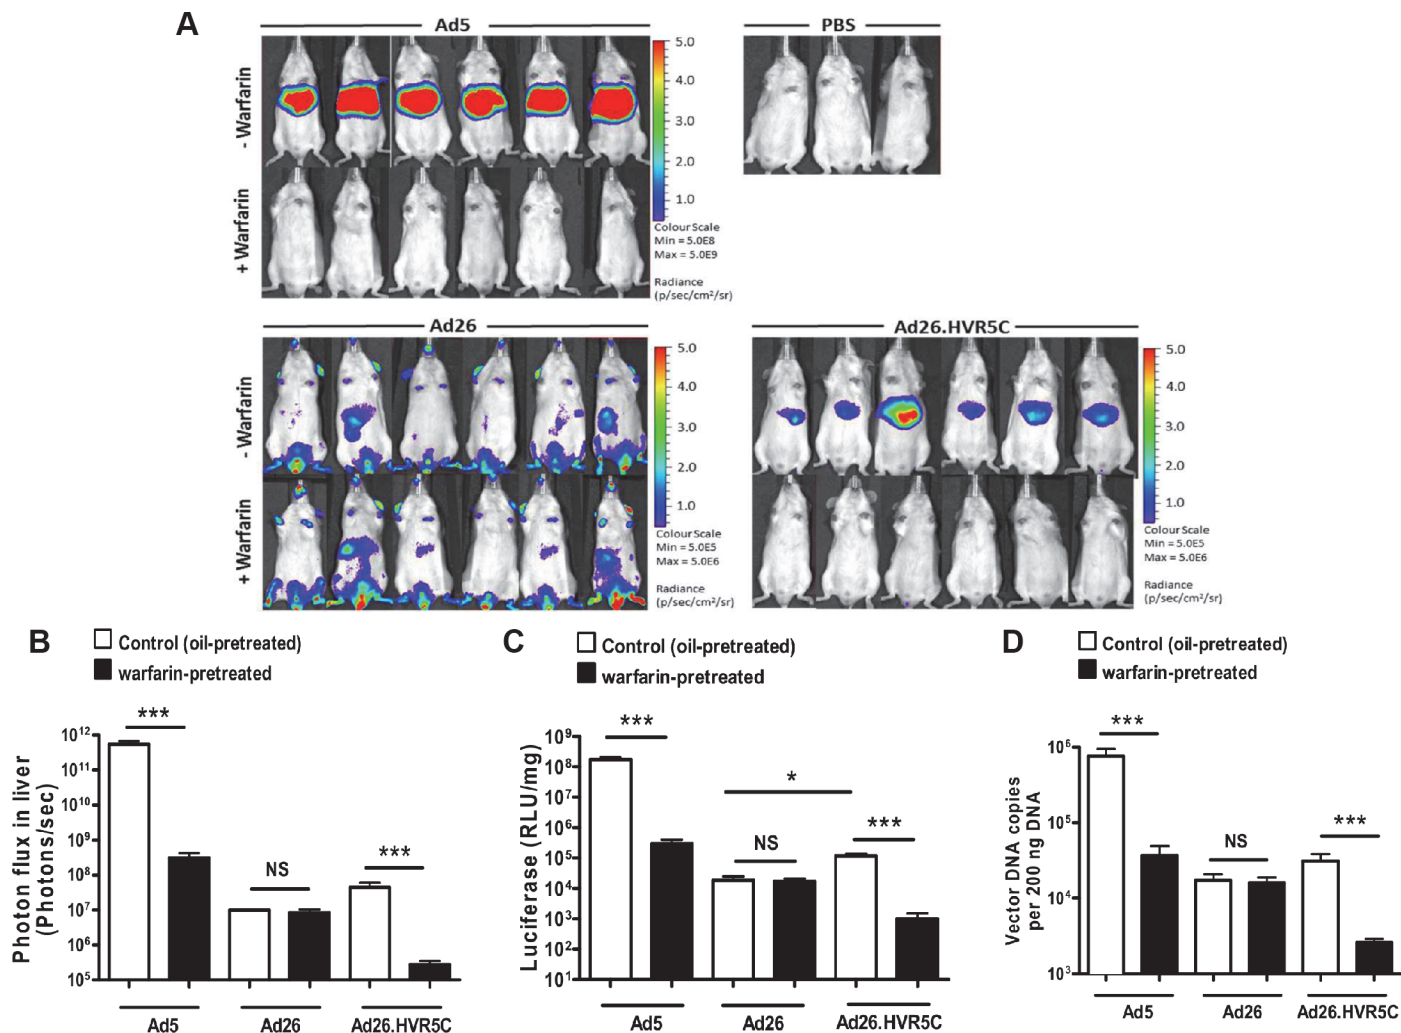 A
Ad5
PBS
- Warfarin
+ Warfarin
5.0
4.0
3.0
2.0
1.0
Colour Scale
Min = 5.0E8
Max = 5.0E9
Radiance
(p/sec/cm²/sr)
Ad26
Ad26.HVR5C
- Warfarin
+ Warfarin
5.0
4.0
3.0
2.0
1.0
Colour Scale
Min = 5.0E5
Max = 5.0E6
Radiance
(p/sec/cm²/sr)
- Warfarin
+ Warfarin
5.0
4.0
3.0
2.0
1.0
Colour Scale
Min = 5.0E5
Max = 5.0E6
Radiance
(p/sec/cm²/sr)
B
Control (oil-pretreated)
warfarin-pretreated
Photon flux in liver
(Photons/sec)
10¹²
10¹¹
10¹⁰
10⁹
10⁸
10⁷
10⁶
10⁵
***
NS
***
Ad5
Ad26
Ad26.HVR5C
C
Control (oil-pretreated)
warfarin-pretreated
Luciferase (RLU/mg)
10⁹
10⁸
10⁷
10⁶
10⁵
10⁴
10³
10²
10¹
***
*
NS
***
Ad5
Ad26
Ad26.HVR5C
D
Control (oil-pretreated)
warfarin-pretreated
Vector DNA copies
per 200 ng DNA
10⁶
10⁵
10⁴
10³
***
NS
***
Ad5
Ad26
Ad26.HVR5C